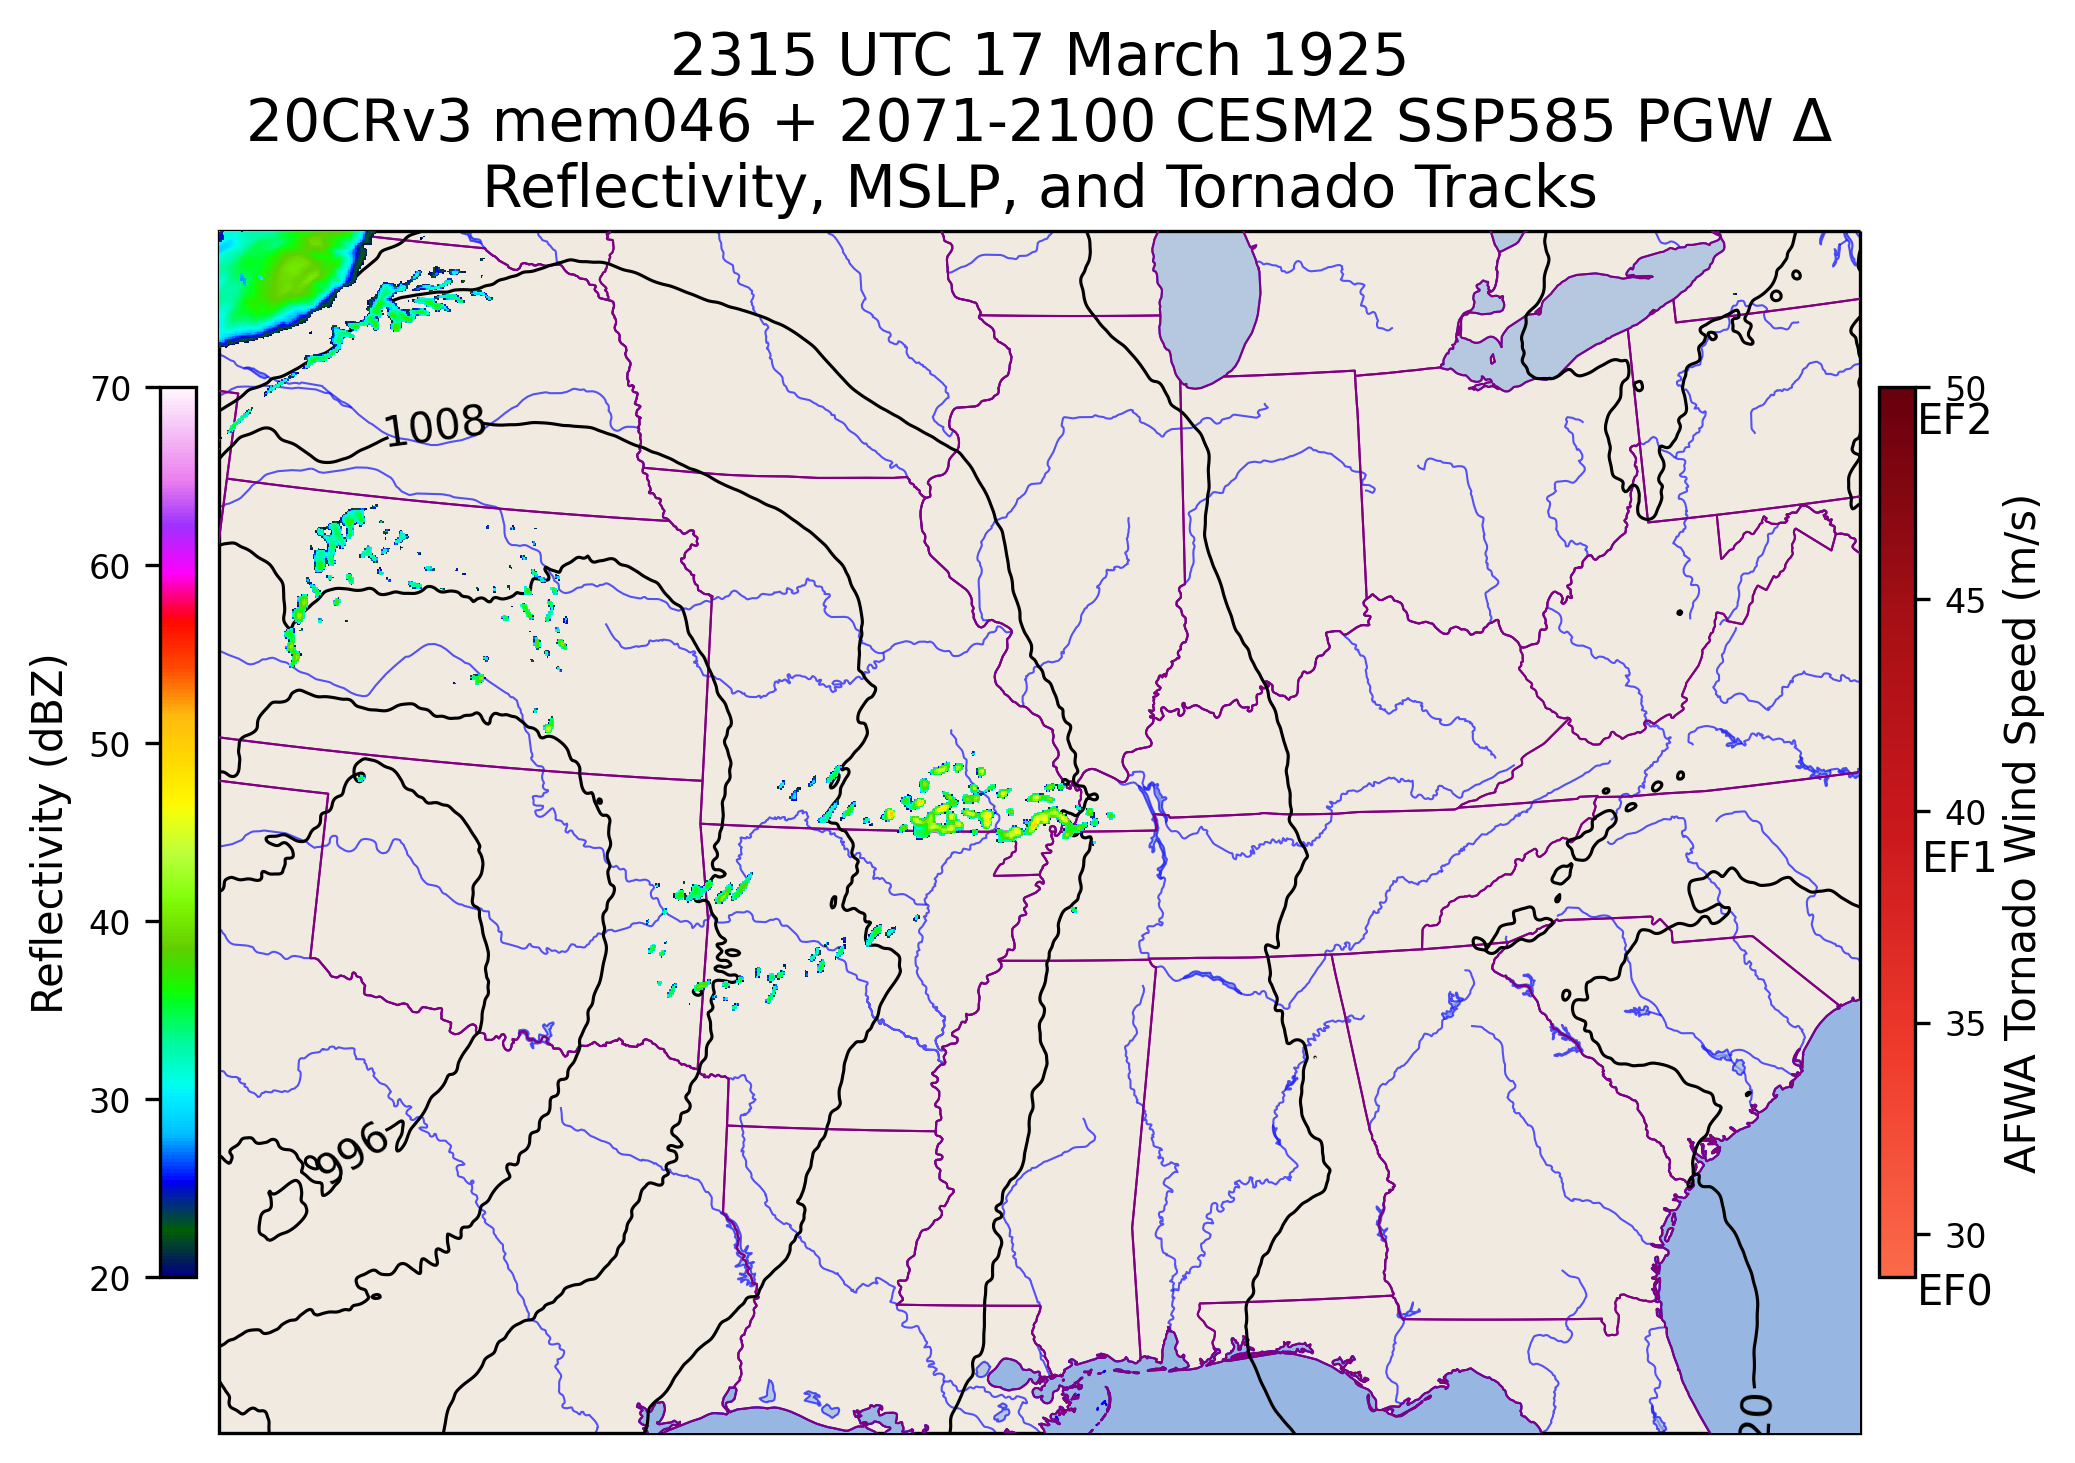 2315 UTC 17 March 1925
20CRv3 mem046 + 2071-2100 CESM2 SSP585 PGW Δ
Reflectivity, MSLP, and Tornado Tracks
Reflectivity (dBZ)
70
60
50
40
30
20
1008
996
20
50
EF2
45
40
EF1
35
30
EF0
AFWA Tornado Wind Speed (m/s)